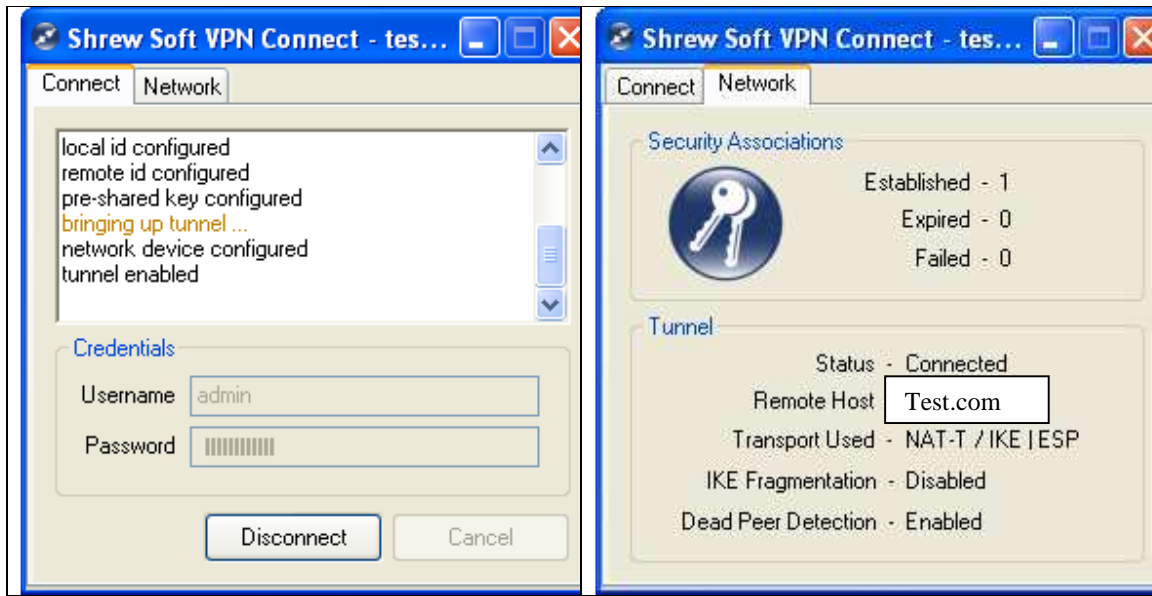 Shrew Soft VPN Connect - tes...
Connect Network
local id configured
remote id configured
pre-shared key configured
bringing up tunnel ...
network device configured
tunnel enabled
Credentials
Username admin
Password
Disconnect Cancel
Shrew Soft VPN Connect - tes...
Connect Network
Security Associations
Established - 1
Expired - 0
Failed - 0
Tunnel
Status - Connected
Remote Host Test.com
Transport Used - NAT-T / IKE | ESP
IKE Fragmentation - Disabled
Dead Peer Detection - Enabled